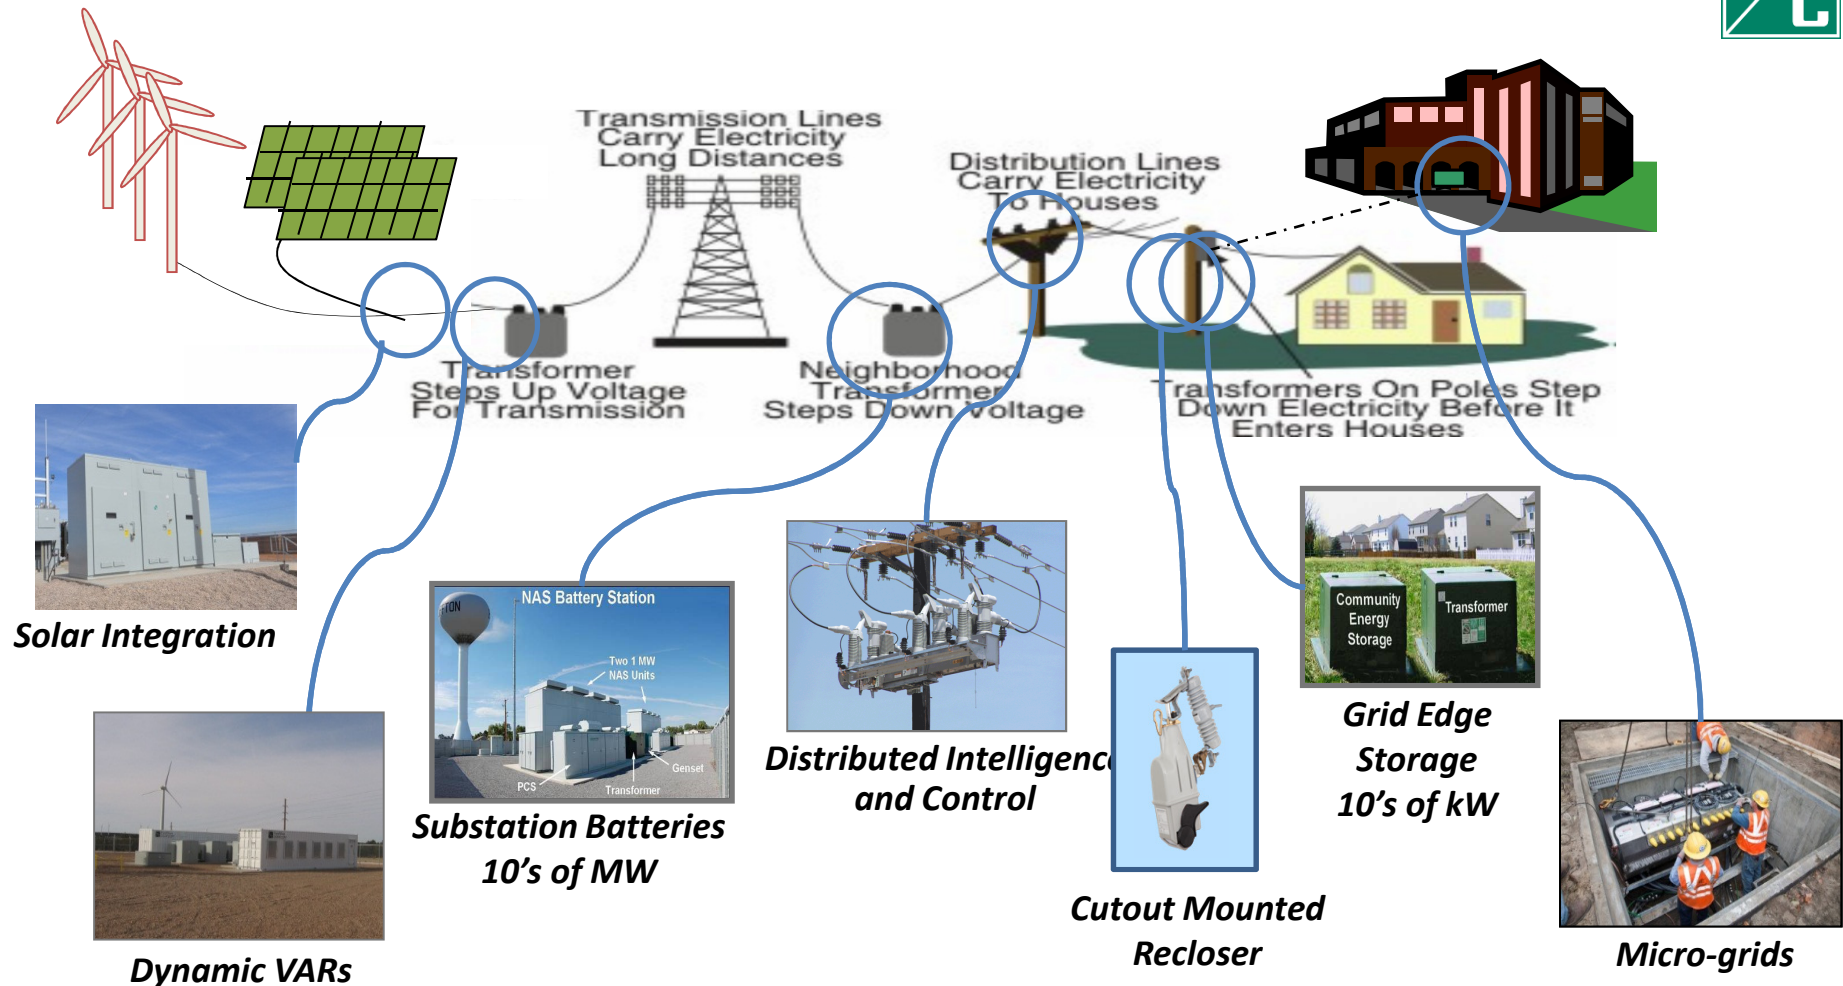 C
Transmission Lines
Carry Electricity
Long Distances
Distribution Lines
Carry Electricity
To Houses
Transformer
Steps Up Voltage
For Transmission
Neighborhood
Transformer
Steps Down Voltage
Transformers On Poles Step
Down Electricity Before It
Enters Houses
Solar Integration
Dynamic VARs
TON
NAS Battery Station
Two 1 MW
NAS Units
PCS
Transformer
Genset
Substation Batteries
10's of MW
Distributed Intelligence
and Control
Cutout Mounted
Recloser
Community
Energy
Storage
Transformer
Grid Edge
Storage
10's of kW
Micro-grids